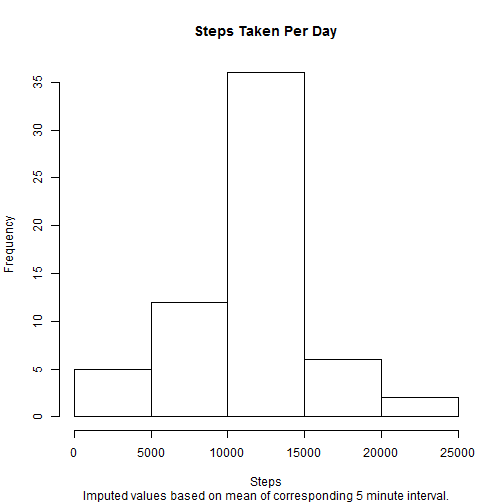 Steps Taken Per Day
Frequency
35
30
25
20
15
10
5
0
0 5000 10000 15000 20000 25000
Steps
Imputed values based on mean of corresponding 5 minute interval.